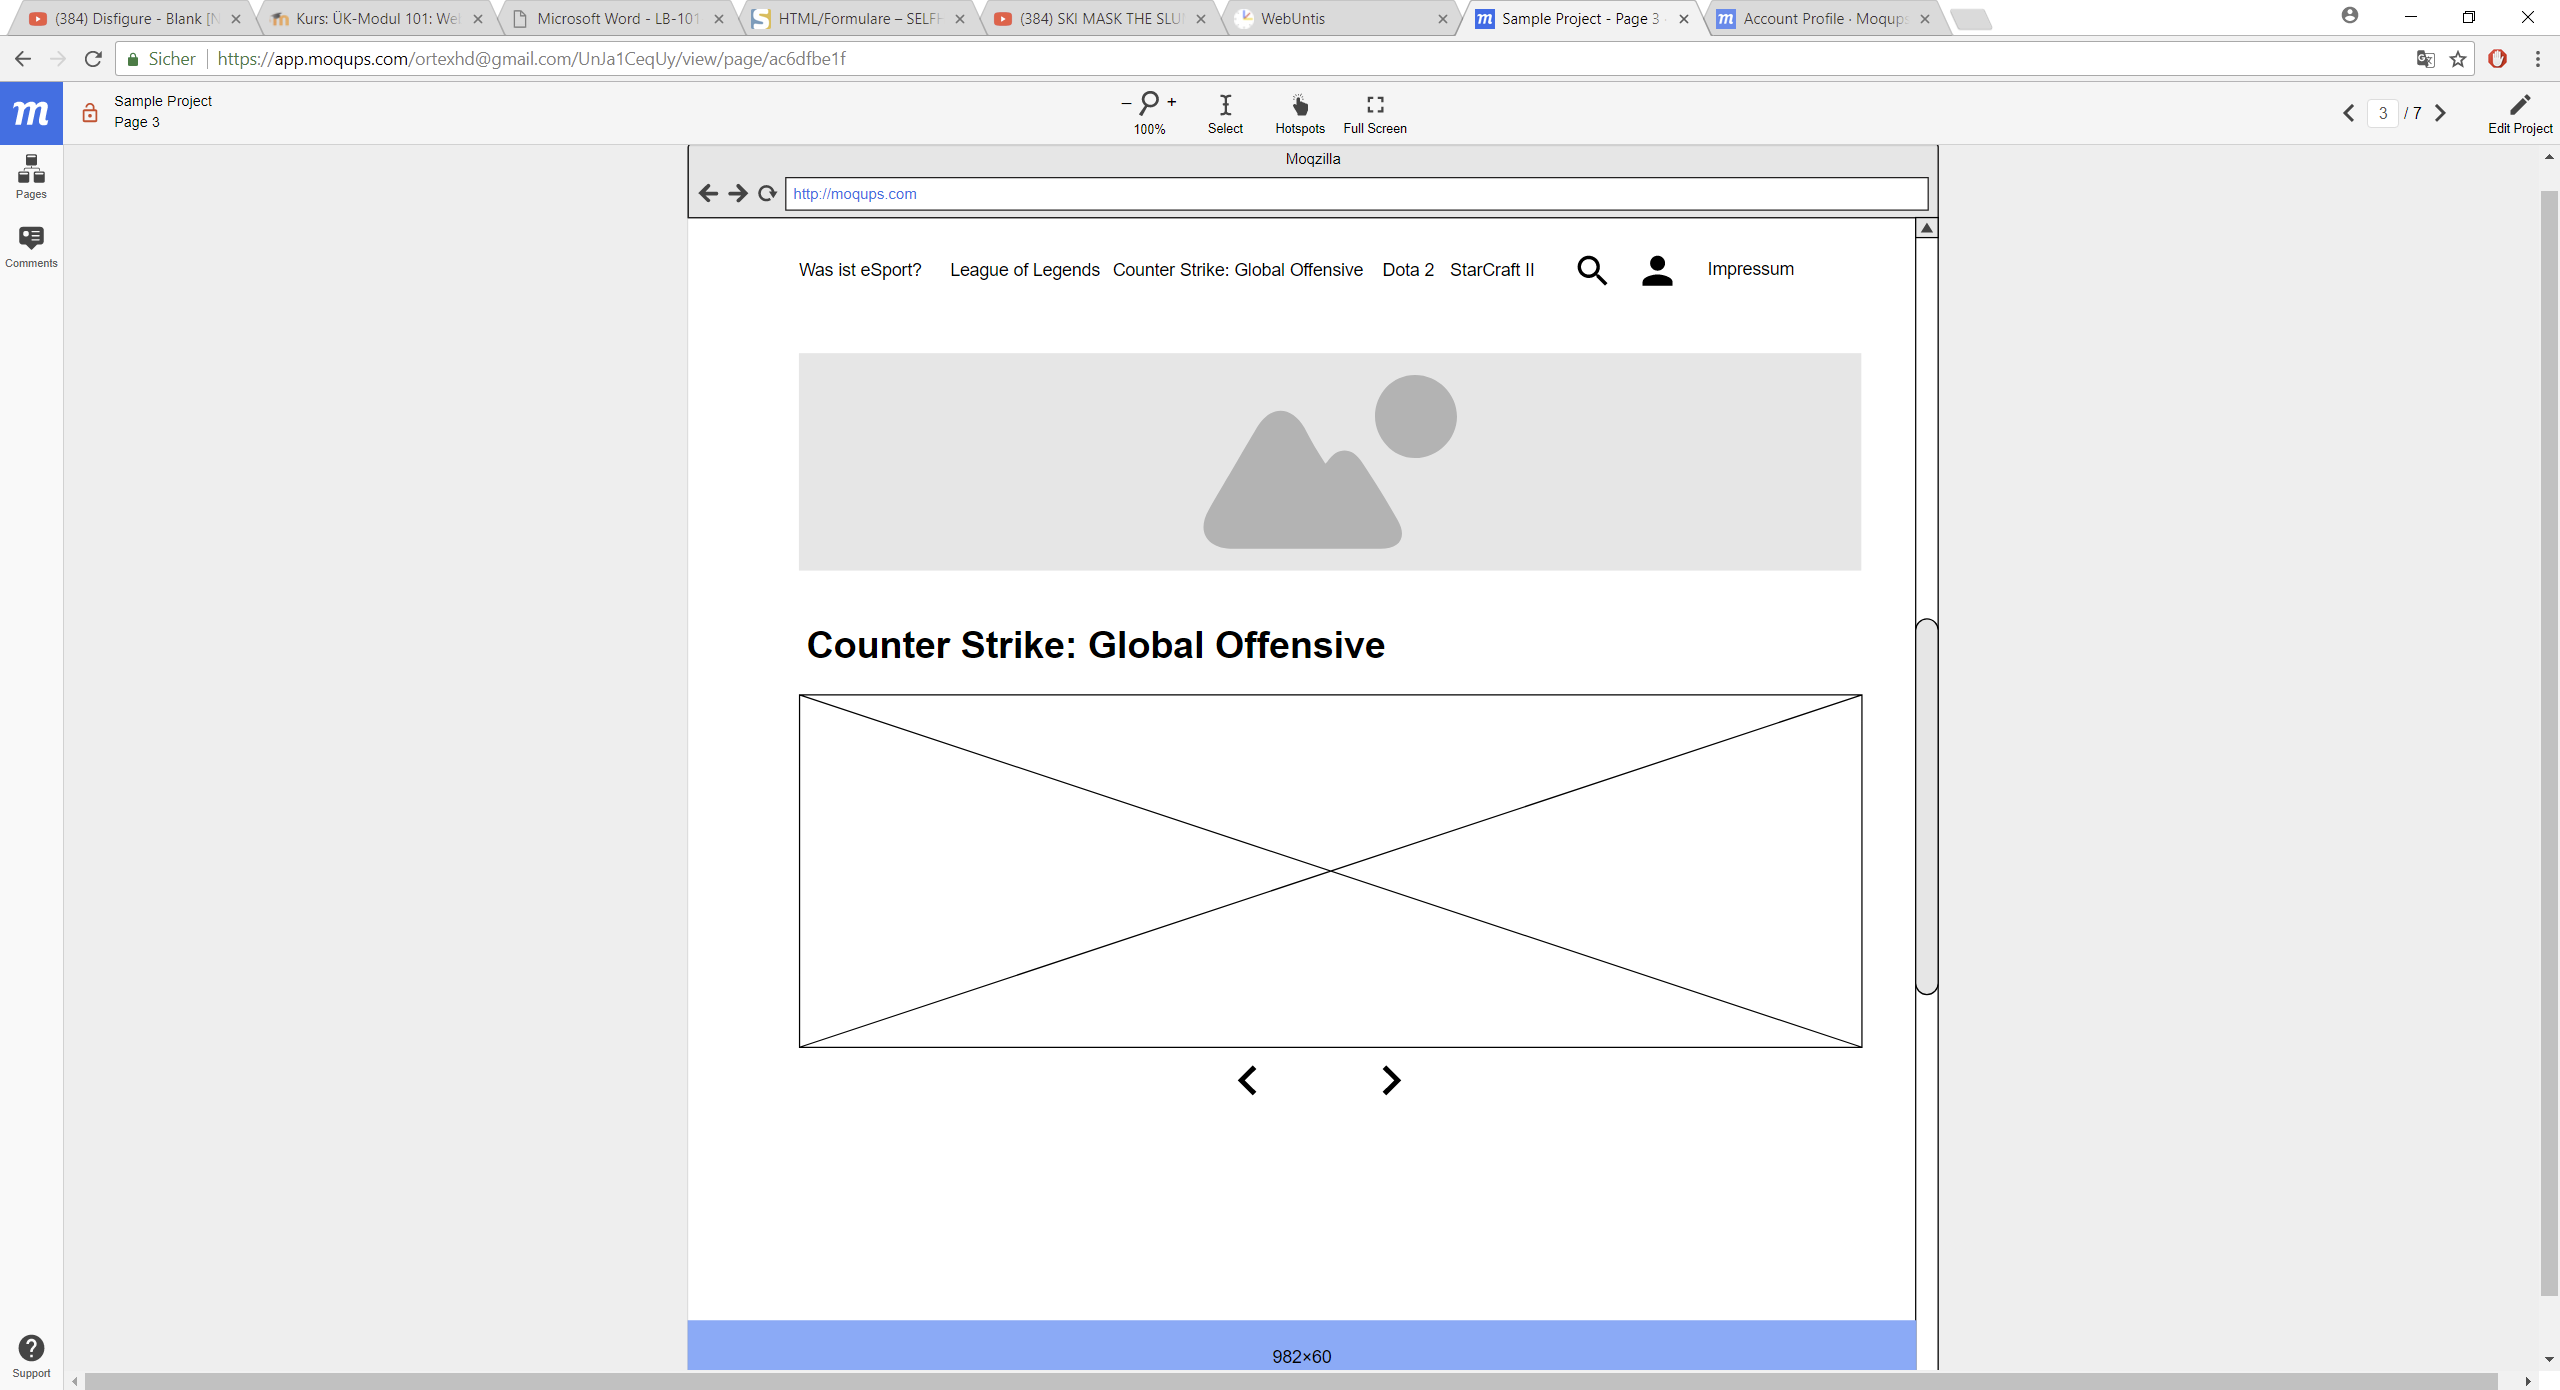 (384) Disfigure - Blank [N
Kurs: ÜK-Modul 101: We
Microsoft Word - LB-101
HTML/Formulare – SELFH
(384) SKI MASK THE SLU
WebUntis
Sample Project - Page 3
Account Profile · Moqups
Sicher
https://app.moqups.com/ortexhd@gmail.com/UnJa1CeqUy/view/page/ac6dfbe1f
m
Sample Project
Page 3
– +
100%
Select
Hotspots
Full Screen
3 / 7
Edit Project
Pages
Comments
Moqzilla
http://moqups.com
Was ist eSport? League of Legends Counter Strike: Global Offensive Dota 2 StarCraft II Impressum
Counter Strike: Global Offensive
982×60
Support